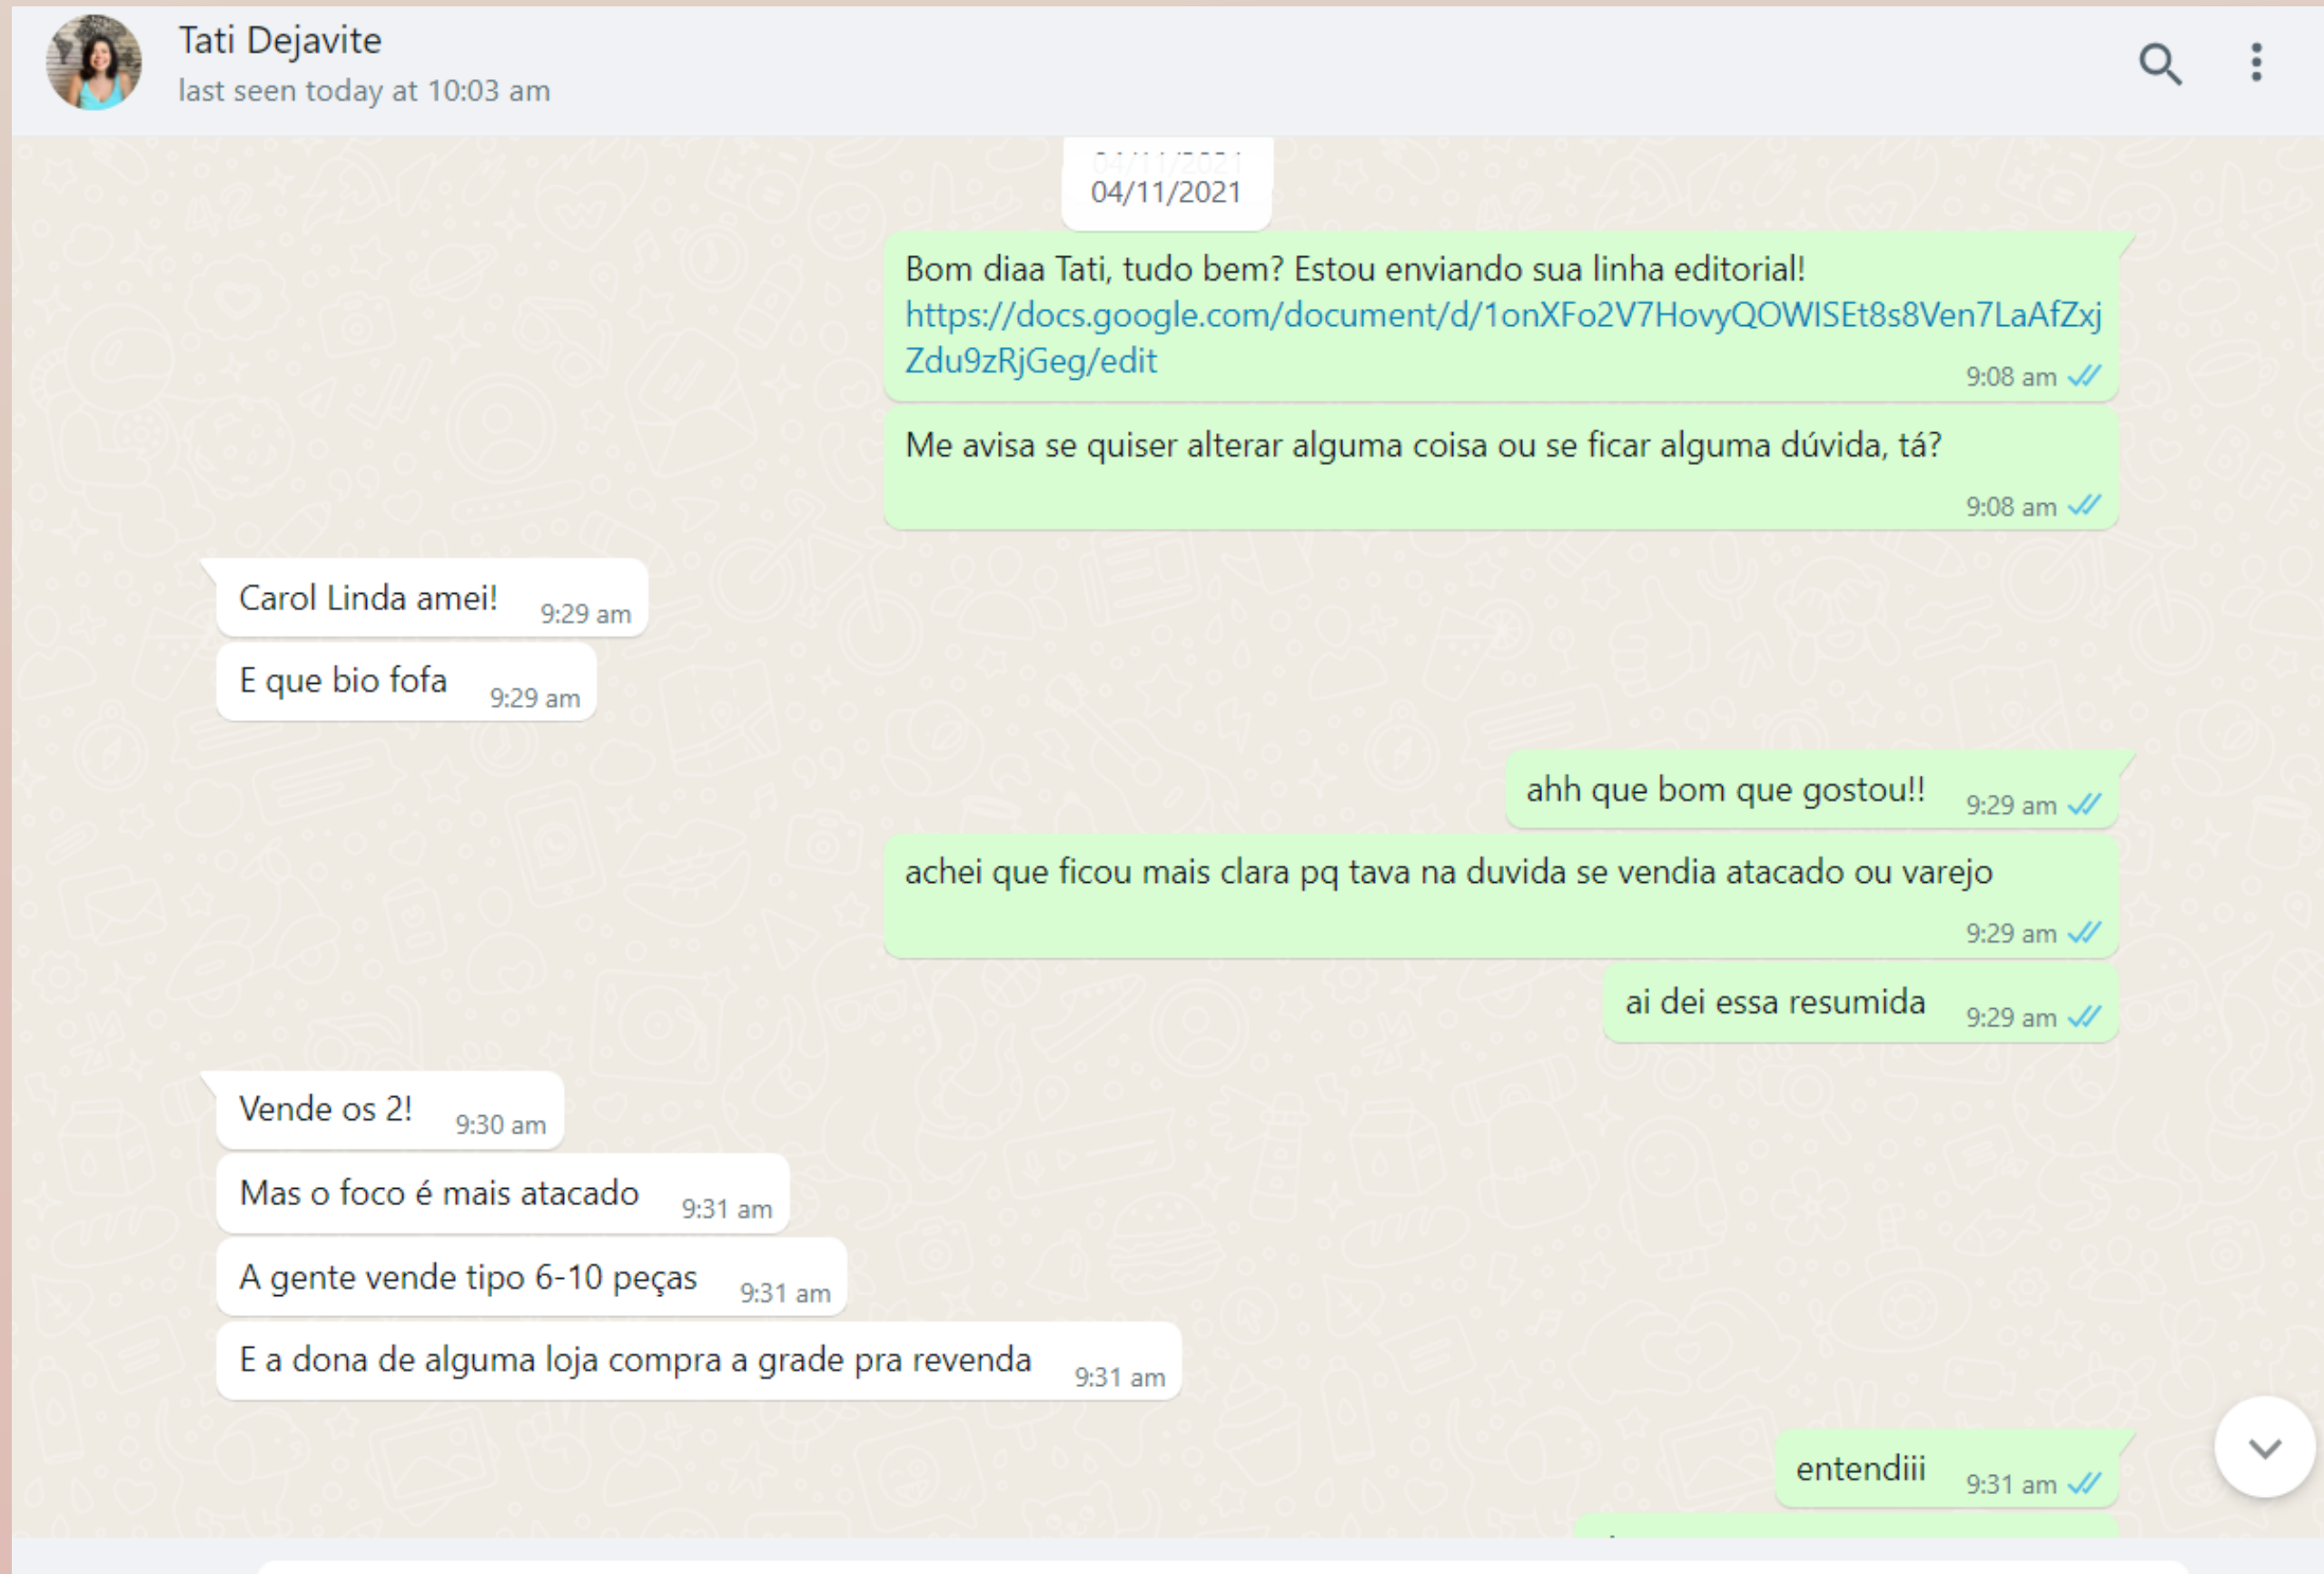 Tati Dejavite
last seen today at 10:03 am
04/11/2021
04/11/2021
Bom diaa Tati, tudo bem? Estou enviando sua linha editorial!
https://docs.google.com/document/d/1onXFo2V7HovyQOWISEt8s8Ven7LaAfZxj
Zdu9zRjGeg/edit
9:08 am
Me avisa se quiser alterar alguma coisa ou se ficar alguma dúvida, tá?
9:08 am
Carol Linda amei! 9:29 am
E que bio fofa 9:29 am
ahh que bom que gostou!! 9:29 am
achei que ficou mais clara pq tava na duvida se vendia atacado ou varejo
9:29 am
ai dei essa resumida 9:29 am
Vende os 2! 9:30 am
Mas o foco é mais atacado 9:31 am
A gente vende tipo 6-10 peças 9:31 am
E a dona de alguma loja compra a grade pra revenda 9:31 am
entendiii 9:31 am